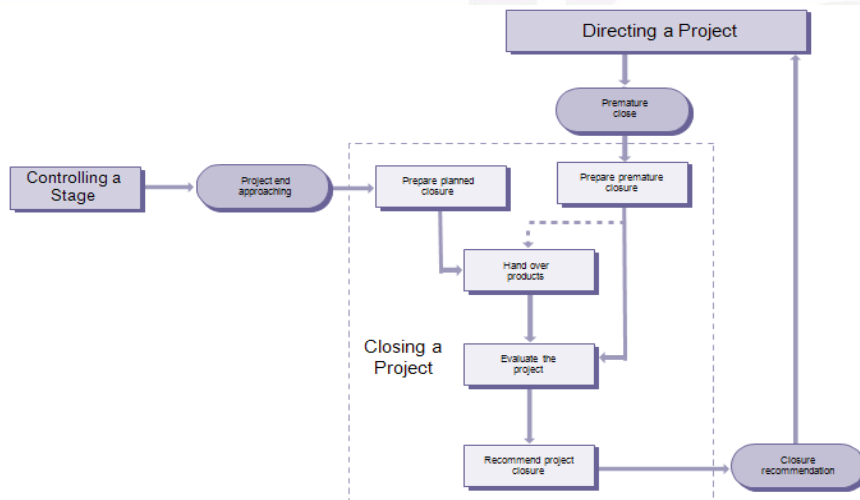 Directing a Project
Premature
close
Controlling a
Stage
Project end
approaching
Prepare planned
closure
Prepare premature
closure
Hand over
products
Closing a
Project
Evaluate the
project
Recommend project
closure
Closure
recommendation